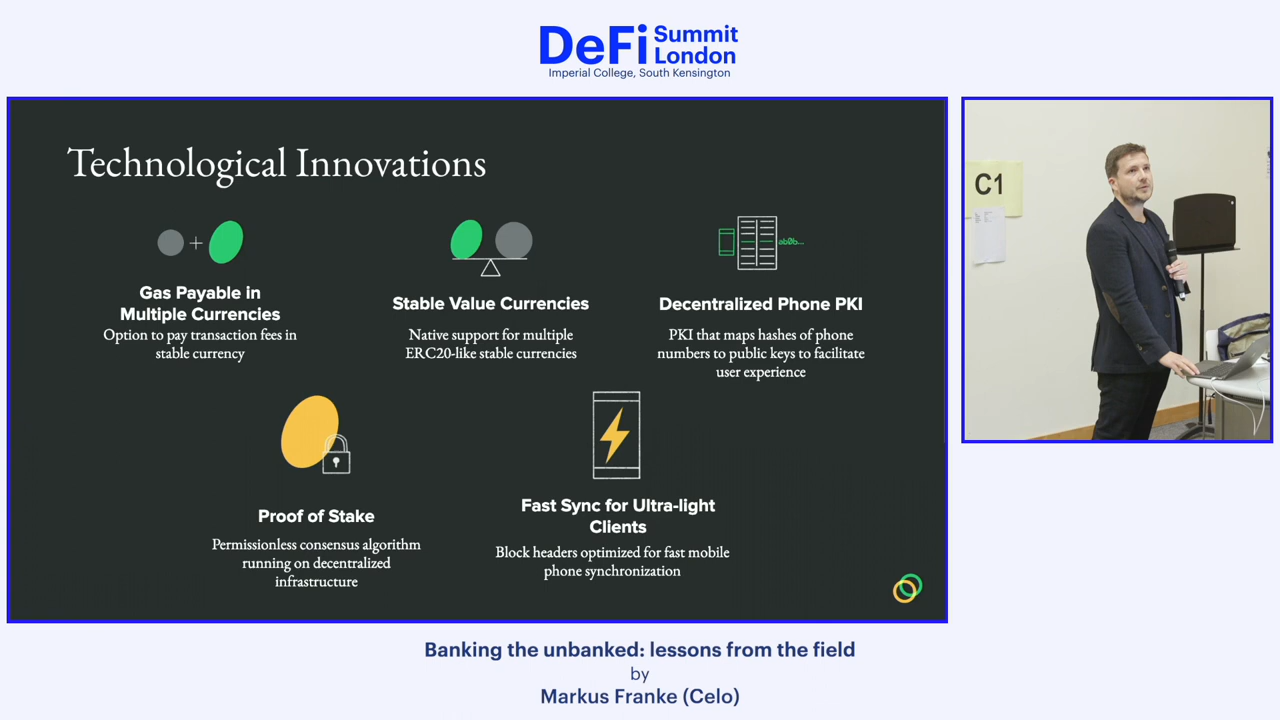 DeFi Summit
London
Imperial College, South Kensington
Technological Innovations
Gas Payable in
Multiple Currencies
Option to pay transaction fees in
stable currency
Stable Value Currencies
Native support for multiple
ERC20-like stable currencies
ab0b...
Decentralized Phone PKI
PKI that maps hashes of phone
numbers to public keys to facilitate
user experience
Proof of Stake
Permissionless consensus algorithm
running on decentralized
infrastructure
Fast Sync for Ultra-light
Clients
Block headers optimized for fast mobile
phone synchronization
C1
Banking the unbanked: lessons from the field
by
Markus Franke (Celo)